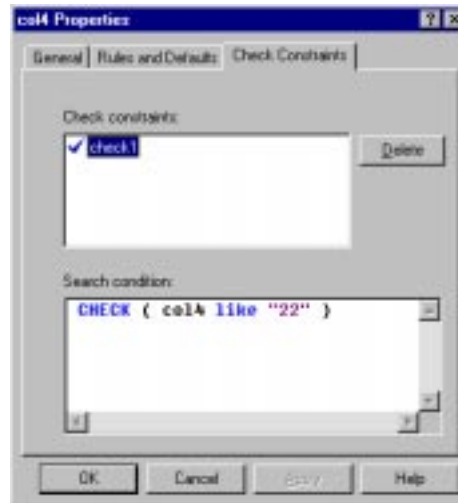 col4 Properties
General Rules and Defaults Check Constraints
Check constraints:
check1
Delete
Search condition:
CHECK ( col4 like "22" )
OK Cancel Apply Help